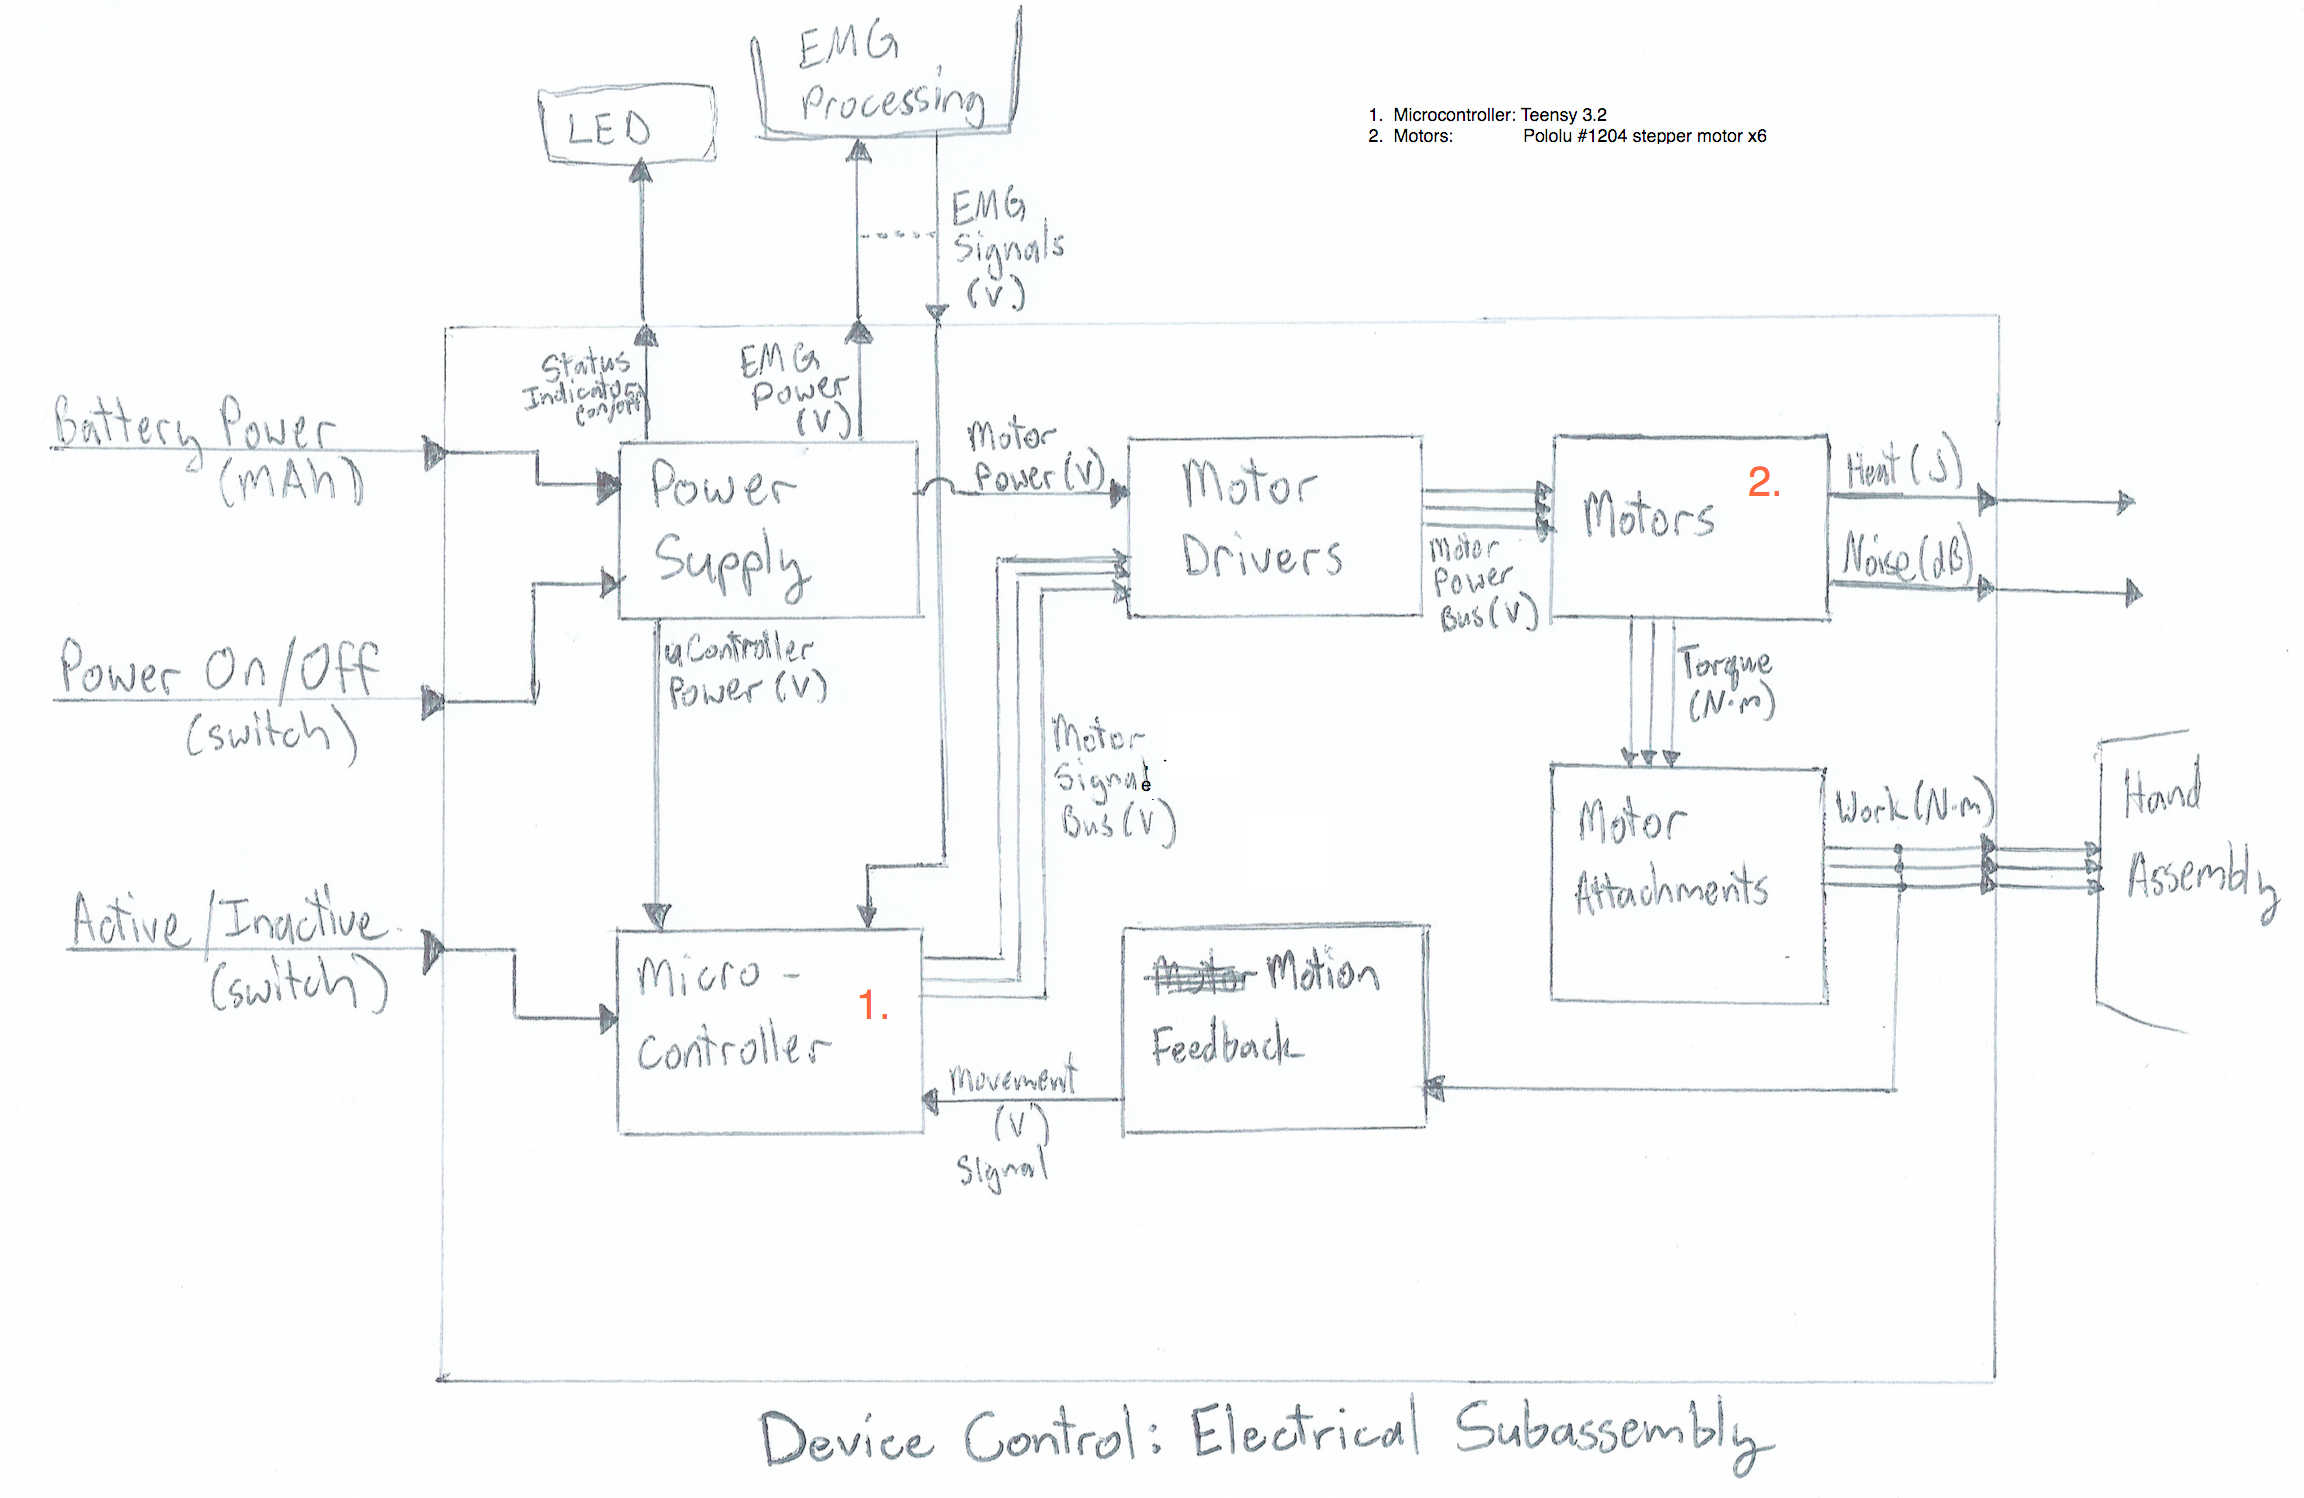 EMG
Processing
LED
1. Microcontroller: Teensy 3.2
2. Motors: Pololu #1204 stepper motor x6
EMG
Signals
(V)
Status
Indicator
(on/off)
EMG
Power
(V)
Battery Power
(mAh)
Motor
Power (V)
Power
Supply
Motor
Drivers
Motor
Power
Bus (V)
Motors
2.
Heat (J)
Noise (dB)
Power On/Off
(switch)
uController
Power (V)
Torque
(N·m)
Motor
Signal
Bus (V)
Motor
Attachments
Work (N·m)
Hand
Assembly
Active/Inactive
(switch)
Micro-
controller
1.
Motion
Feedback
Movement
(V)
Signal
Device Control: Electrical Subassembly